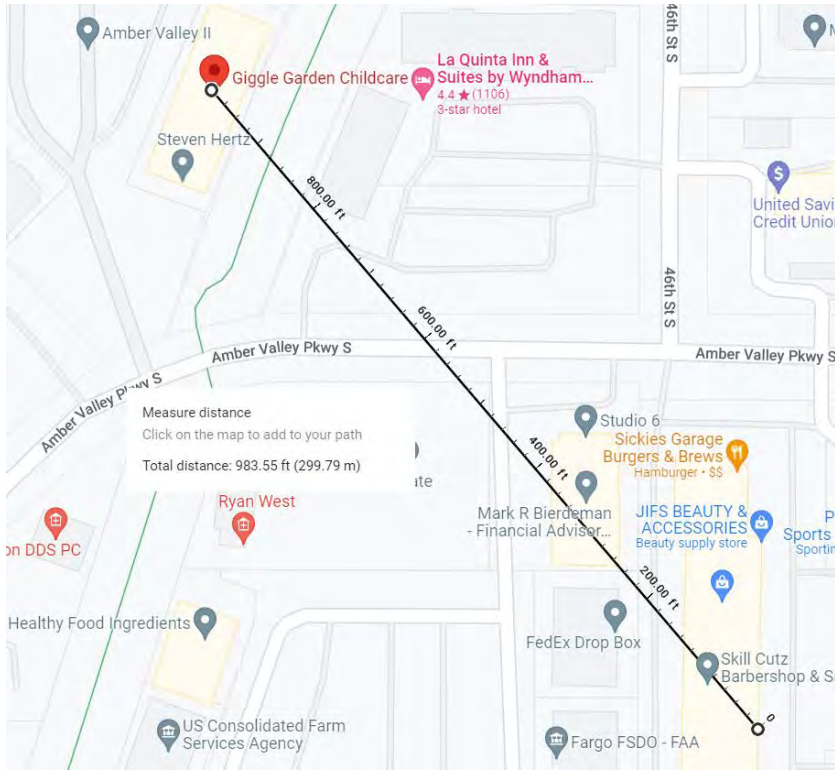 46th St S
Amber Valley II
Giggle Garden Childcare
La Quinta Inn &
Suites by Wyndham...
4.4 ★ (1106)
3-star hotel
Steven Hertz
800.00 ft
United Savi
Credit Union
46th St S
600.00 ft
Amber Valley Pkwy S
Amber Valley Pkwy S
Amber Valley Pkwy S
Measure distance
Click on the map to add to your path
Total distance: 983.55 ft (299.79 m)
ate
Studio 6
Sickies Garage
Burgers & Brews
Hamburger • $$
400.00 ft
Mark R Bierdeman
- Financial Advisor...
Ryan West
on DDS PC
JIFS BEAUTY &
ACCESSORIES
Beauty supply store
P
Sports
Sportin
200.00 ft
Healthy Food Ingredients
FedEx Drop Box
Skill Cutz
Barbershop & S
0
US Consolidated Farm
Services Agency
Fargo FSDO - FAA